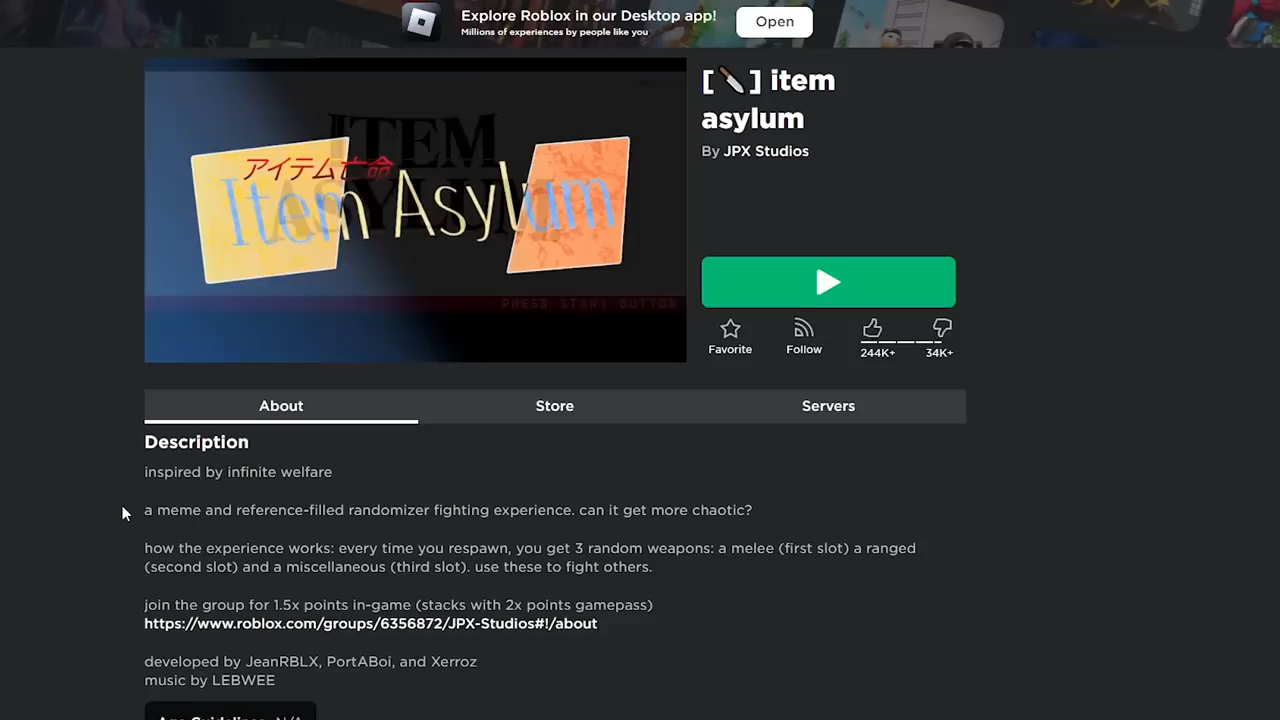 Explore Roblox in our Desktop app!
Millions of experiences by people like you
Open
ITEM
ASYLUM
アイテム亡命
Item Asylum
PRESS START BUTTON
[🔪] item
asylum
By JPX Studios
Favorite
Follow
244K+
34K+
About
Store
Servers
Description
inspired by infinite welfare
a meme and reference-filled randomizer fighting experience. can it get more chaotic?
how the experience works: every time you respawn, you get 3 random weapons: a melee (first slot) a ranged
(second slot) and a miscellaneous (third slot). use these to fight others.
join the group for 1.5x points in-game (stacks with 2x points gamepass)
https://www.roblox.com/groups/6356872/JPX-Studios#!/about
developed by JeanRBLX, PortABoi, and Xerroz
music by LEBWEE
Age Guidelines: N/A